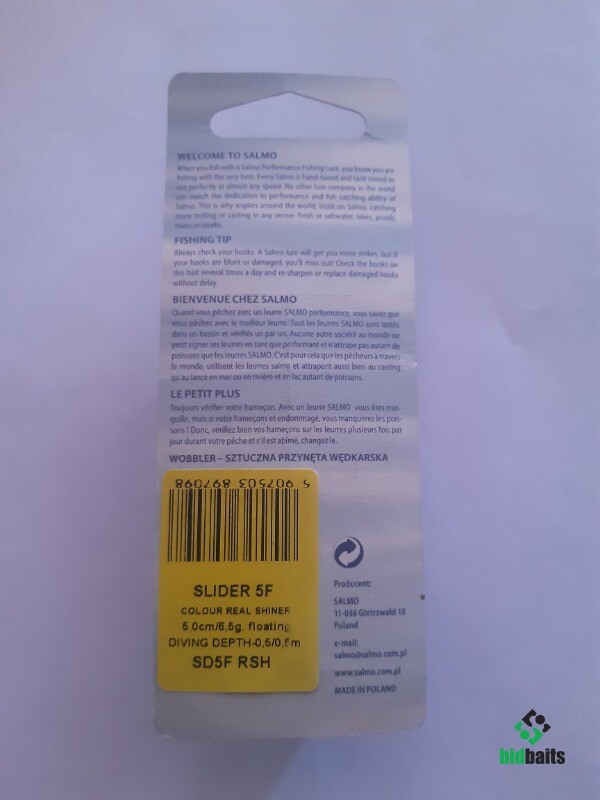 WELCOME TO SALMO
When you fish with a Salmo Performance Fishing Lure, you know you are
fishing with the very best. Every Salmo is hand-tuned and tank tested to
run perfectly at almost any speed. No other lure company in the world
can match the dedication to performance and fish catching ability of
Salmo. This is why anglers around the world, insist on Salmo, catching
more trolling or casting in any venue: fresh or saltwater, lakes, ponds,
rivers or creeks.
FISHING TIP
Always check your hooks. A Salmo lure will get you more strikes, but if
your hooks are blunt or damaged, you'll miss out! Check the hooks on
this bait several times a day and re-sharpen or replace damaged hooks
without delay.
BIENVENUE CHEZ SALMO
Quand vous pêchez avec un leurre SALMO performance, vous savez que
vous pêchez avec le meilleur leurre! Tout les leurres SALMO sont testés
dans un bassin et vérifiés un par un. Aucune autre société au monde ne
peut signer ses leurres en tant que performant et n'attrape pas autant de
poissons que les leurres SALMO. C'est pour cela que les pêcheurs à travers
le monde, utilisent les leurres salmo et attrapent aussi bien au casting
qu'au lancé en mer ou en rivière et en lac autant de poissons.
LE PETIT PLUS
Toujours vérifier votre hameçon. Avec un leurre SALMO vous êtes tran-
quille, mais si votre hameçons et endommagé, vous manquerez les pois-
sons! Donc, vérifiez bien vos hameçons sur les leurres plusieurs fois par
jour durant votre pêche et s'il est abimé, changez le.
WOBBLER – SZTUCZNA PRZYNĘTA WĘDKARSKA
5 907503 897098
SLIDER 5F
COLOUR REAL SHINER
5.0cm/6,5g. floating
DIVING DEPTH-0,5/0,5m
SD5F RSH
Producent:
SALMO
11-036 Gietrzwałd 10
Poland
e-mail:
salmo@salmo.com.pl
www.salmo.com.pl
MADE IN POLAND
bidbaits